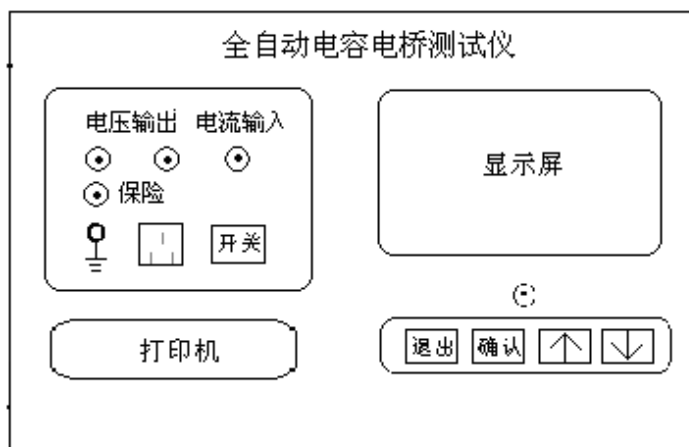 全自动电容电桥测试仪
电压输出 电流输入
保险
开关
显示屏
打印机
退出 确认